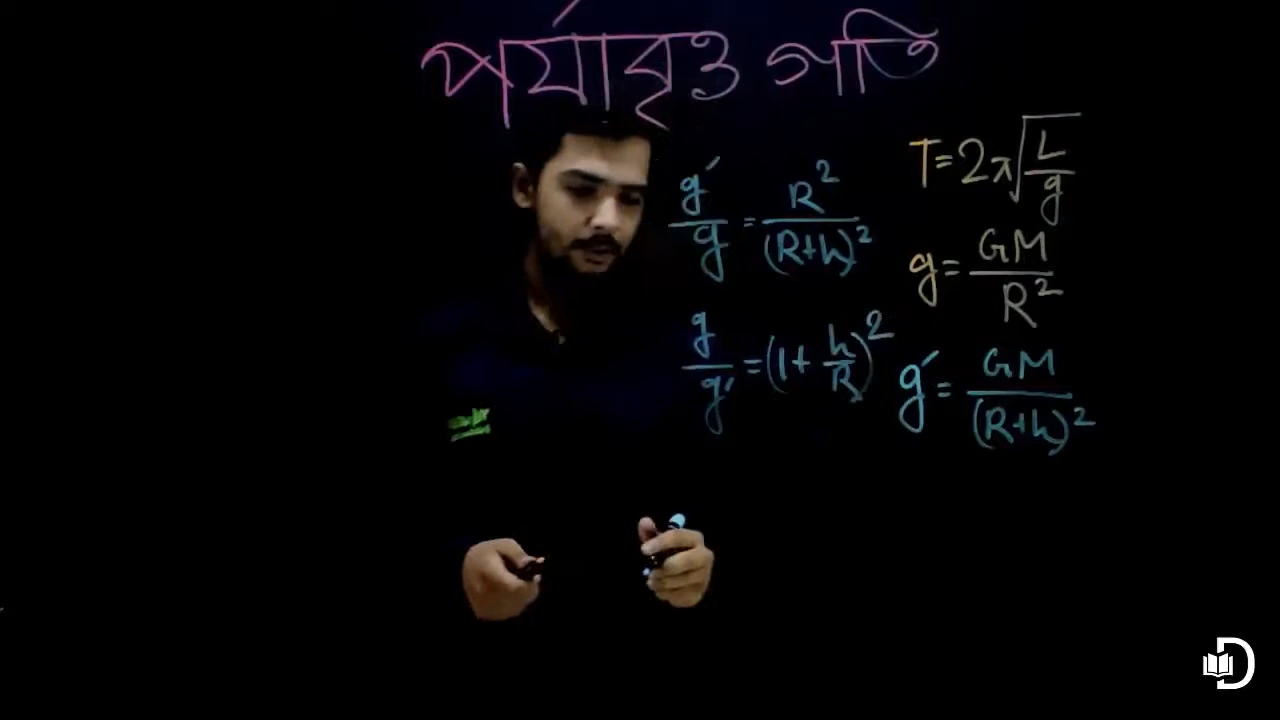 পর্যাবৃত্ত গতি
g′/g = R²/(R+h)²
g/g′ = (1 + h/R)²
T = 2π√(L/g)
g = GM/R²
g′ = GM/(R+h)²
D